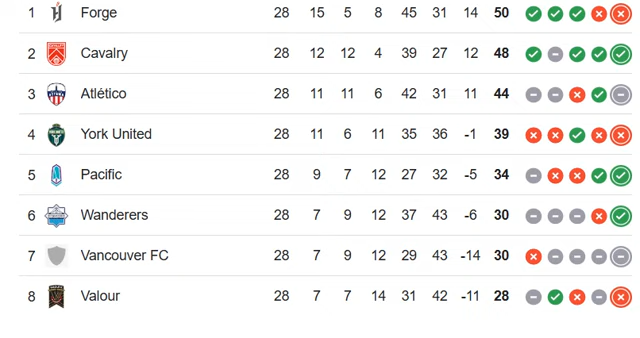 1 Forge 28 15 5 8 45 31 14 50
2 Cavalry 28 12 12 4 39 27 12 48
3 Atlético 28 11 11 6 42 31 11 44
4 York United 28 11 6 11 35 36 -1 39
5 Pacific 28 9 7 12 27 32 -5 34
6 Wanderers 28 7 9 12 37 43 -6 30
7 Vancouver FC 28 7 9 12 29 43 -14 30
8 Valour 28 7 7 14 31 42 -11 28